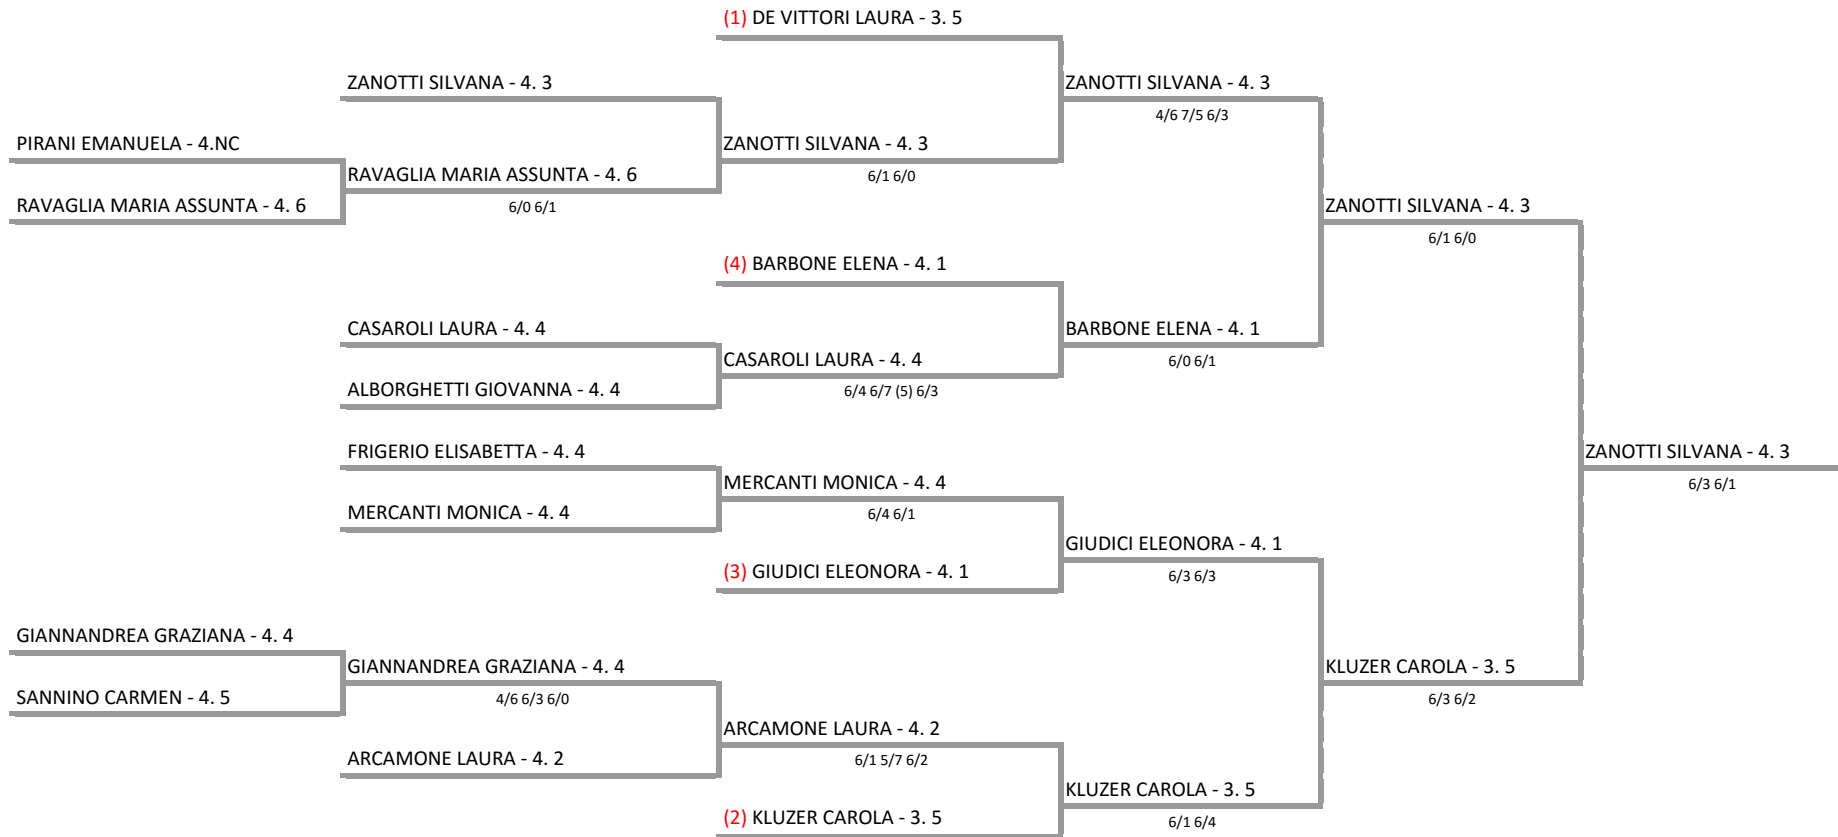 (1) DE VITTORI LAURA - 3. 5
ZANOTTI SILVANA - 4. 3
ZANOTTI SILVANA - 4. 3
4/6 7/5 6/3
PIRANI EMANUELA - 4.NC
ZANOTTI SILVANA - 4. 3
RAVAGLIA MARIA ASSUNTA - 4. 6
6/1 6/0
RAVAGLIA MARIA ASSUNTA - 4. 6
6/0 6/1
ZANOTTI SILVANA - 4. 3
6/1 6/0
(4) BARBONE ELENA - 4. 1
CASAROLI LAURA - 4. 4
BARBONE ELENA - 4. 1
CASAROLI LAURA - 4. 4
6/0 6/1
ALBORGHETTI GIOVANNA - 4. 4
6/4 6/7 (5) 6/3
FRIGERIO ELISABETTA - 4. 4
ZANOTTI SILVANA - 4. 3
MERCANTI MONICA - 4. 4
6/3 6/1
MERCANTI MONICA - 4. 4
6/4 6/1
GIUDICI ELEONORA - 4. 1
(3) GIUDICI ELEONORA - 4. 1
6/3 6/3
GIANNANDREA GRAZIANA - 4. 4
GIANNANDREA GRAZIANA - 4. 4
KLUZER CAROLA - 3. 5
SANNINO CARMEN - 4. 5
4/6 6/3 6/0
6/3 6/2
ARCAMONE LAURA - 4. 2
ARCAMONE LAURA - 4. 2
6/1 5/7 6/2
KLUZER CAROLA - 3. 5
(2) KLUZER CAROLA - 3. 5
6/1 6/4